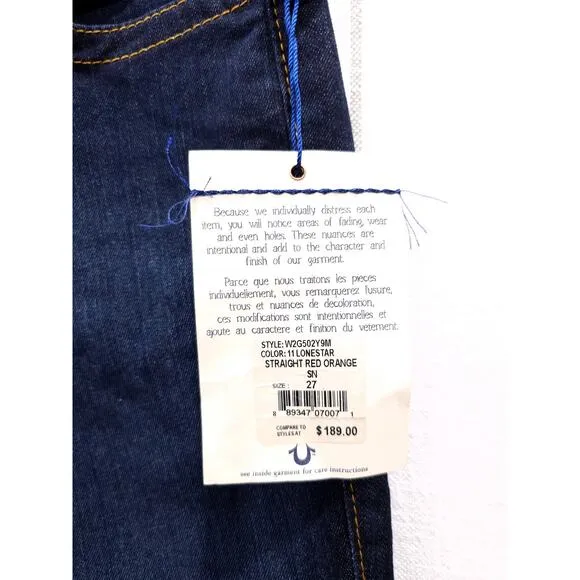 Because we individually distress each
item, you will notice areas of fading, wear
and even holes. These nuances are
intentional and add to the character and
finish of our garment.
Parce que nous traitons les pieces
individuellement, vous remarquerez l'usure,
trous et nuances de decoloration,
ces modifications sont intentionnelles et
ajoute au caractere et finition du vetement.
STYLE: W2G502Y9M
COLOR: 11 LONESTAR
STRAIGHT RED ORANGE
SN
SIZE: 27
8 89347 07007 1
COMPARE TO
STYLES AT $189.00
see inside garment for care instructions